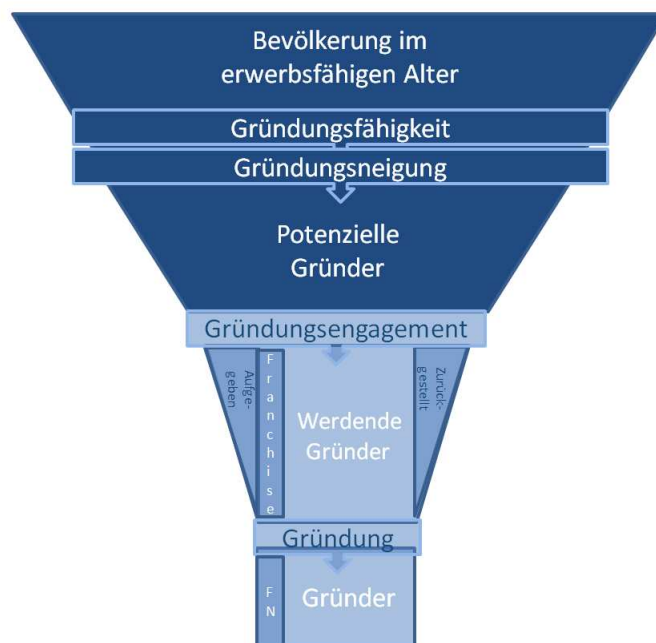 Bevölkerung im
erwerbsfähigen Alter
Gründungsfähigkeit
Gründungsneigung
Potenzielle
Gründer
Gründungsengagement
Aufge-
geben
Franchise
Werdende
Gründer
Zurück-
gestellt
Gründung
FN
Gründer